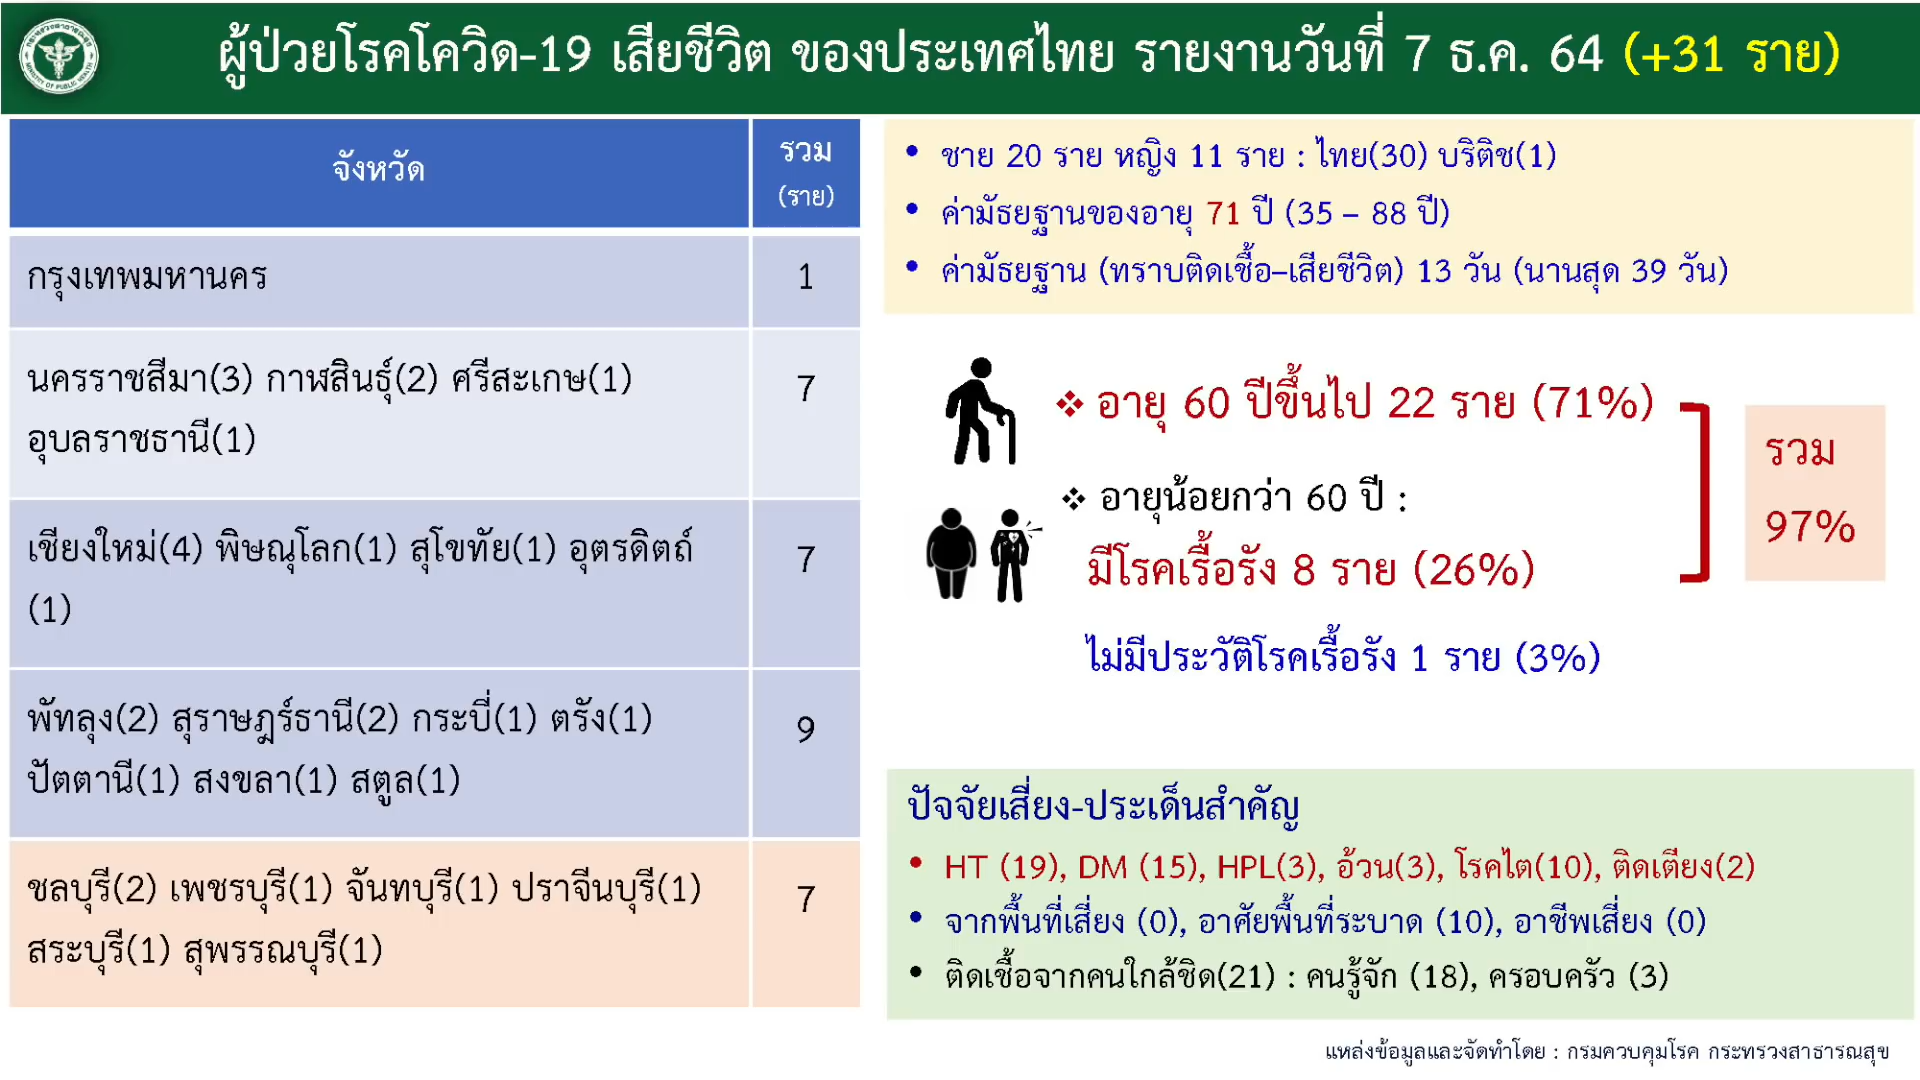 ผู้ป่วยโรคโควิด-19 เสียชีวิต ของประเทศไทย รายงานวันที่ 7 ธ.ค. 64 (+31 ราย)
จังหวัด
รวม
(ราย)
กรุงเทพมหานคร
1
นครราชสีมา(3) กาฬสินธุ์(2) ศรีสะเกษ(1)
อุบลราชธานี(1)
7
เชียงใหม่(4) พิษณุโลก(1) สุโขทัย(1) อุตรดิตถ์
(1)
7
พัทลุง(2) สุราษฎร์ธานี(2) กระบี่(1) ตรัง(1)
ปัตตานี(1) สงขลา(1) สตูล(1)
9
ชลบุรี(2) เพชรบุรี(1) จันทบุรี(1) ปราจีนบุรี(1)
สระบุรี(1) สุพรรณบุรี(1)
7
• ชาย 20 ราย หญิง 11 ราย : ไทย(30) บริติช(1)
• ค่ามัธยฐานของอายุ 71 ปี (35 – 88 ปี)
• ค่ามัธยฐาน (ทราบติดเชื้อ–เสียชีวิต) 13 วัน (นานสุด 39 วัน)
❖ อายุ 60 ปีขึ้นไป 22 ราย (71%)
❖ อายุน้อยกว่า 60 ปี :
มีโรคเรื้อรัง 8 ราย (26%)
ไม่มีประวัติโรคเรื้อรัง 1 ราย (3%)
รวม
97%
ปัจจัยเสี่ยง-ประเด็นสำคัญ
• HT (19), DM (15), HPL(3), อ้วน(3), โรคไต(10), ติดเตียง(2)
• จากพื้นที่เสี่ยง (0), อาศัยพื้นที่ระบาด (10), อาชีพเสี่ยง (0)
• ติดเชื้อจากคนใกล้ชิด(21) : คนรู้จัก (18), ครอบครัว (3)
แหล่งข้อมูลและจัดทำโดย : กรมควบคุมโรค กระทรวงสาธารณสุข